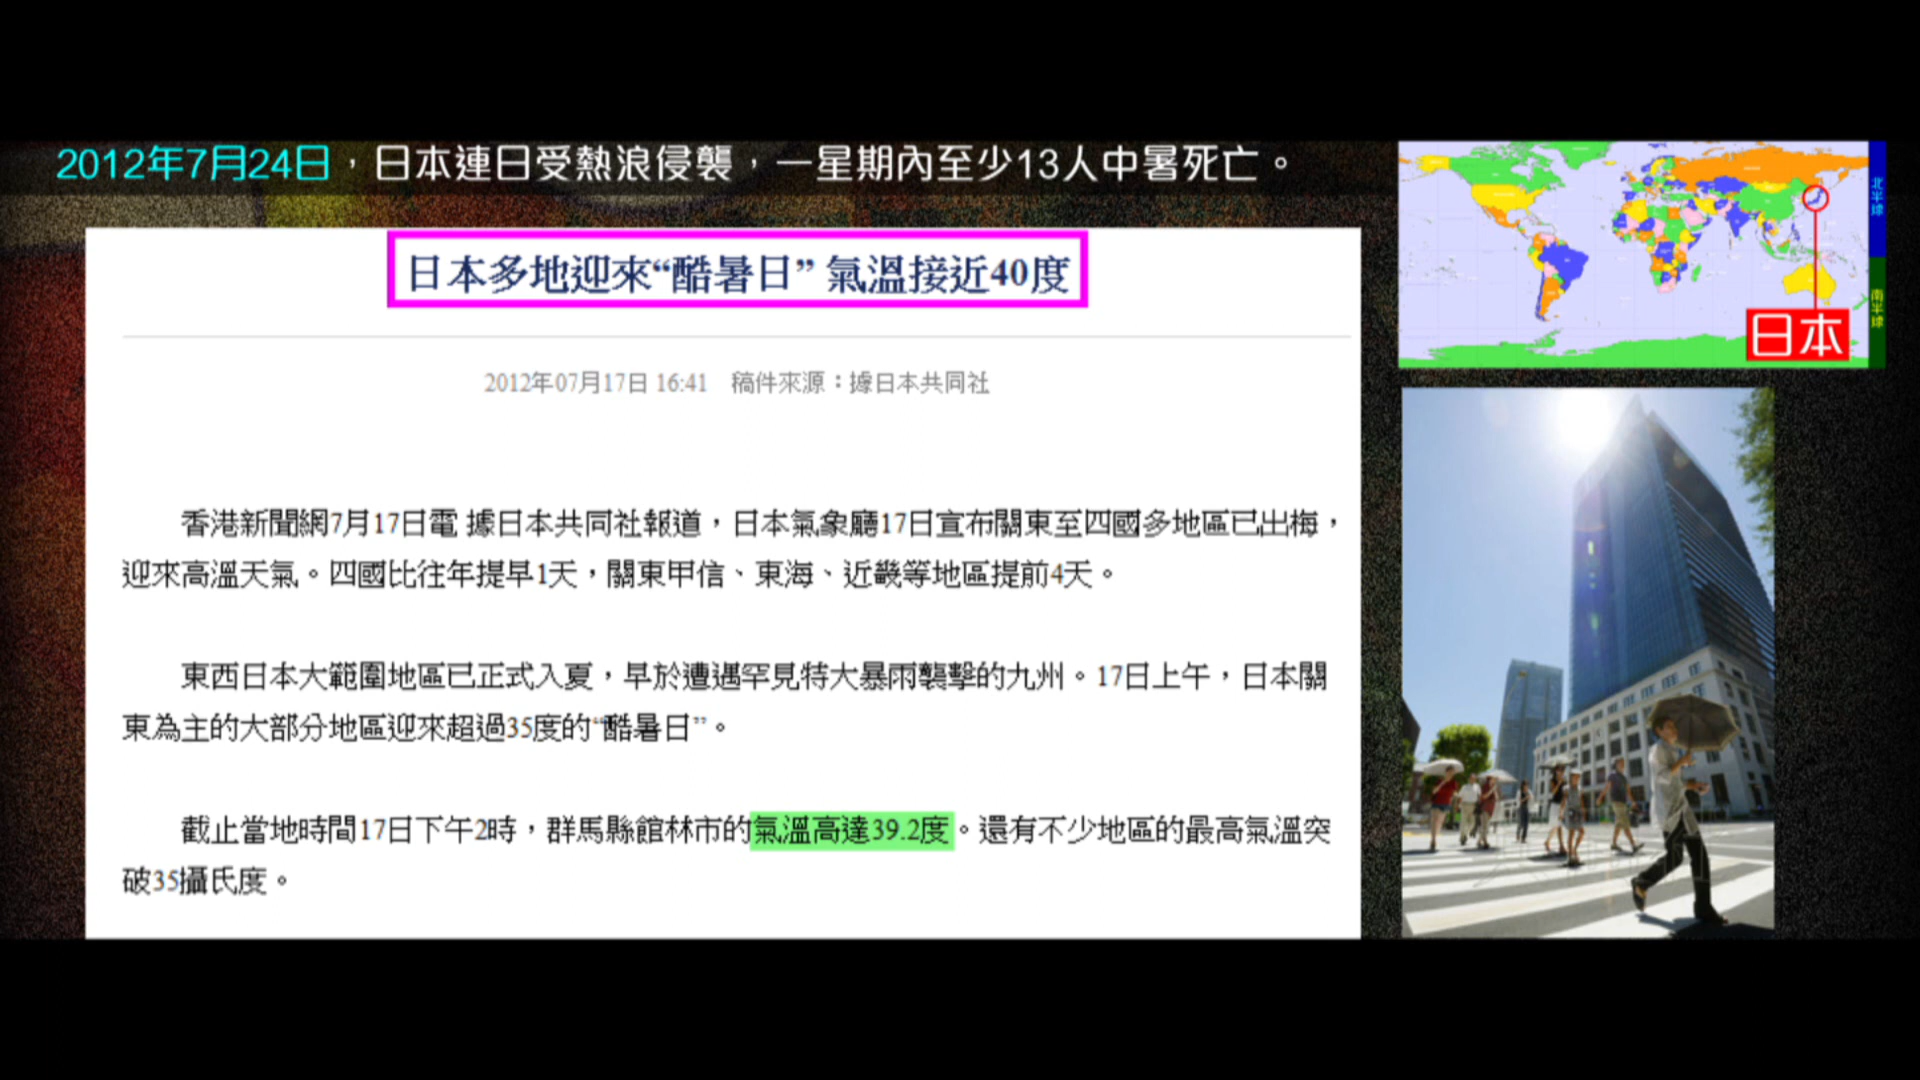 2012年7月24日，日本連日受熱浪侵襲，一星期內至少13人中暑死亡。
日本多地迎來“酷暑日” 氣溫接近40度
2012年07月17日 16:41 稿件來源：據日本共同社
香港新聞網7月17日電 據日本共同社報道，日本氣象廳17日宣布關東至四國多地區已出梅，
迎來高溫天氣。四國比往年提早1天，關東甲信、東海、近畿等地區提前4天。
東西日本大範圍地區已正式入夏，早於遭遇罕見特大暴雨襲擊的九州。17日上午，日本關
東為主的大部分地區迎來超過35度的“酷暑日”。
截止當地時間17日下午2時，群馬縣館林市的氣溫高達39.2度。還有不少地區的最高氣溫突
破35攝氏度。
北半球
南半球
日本